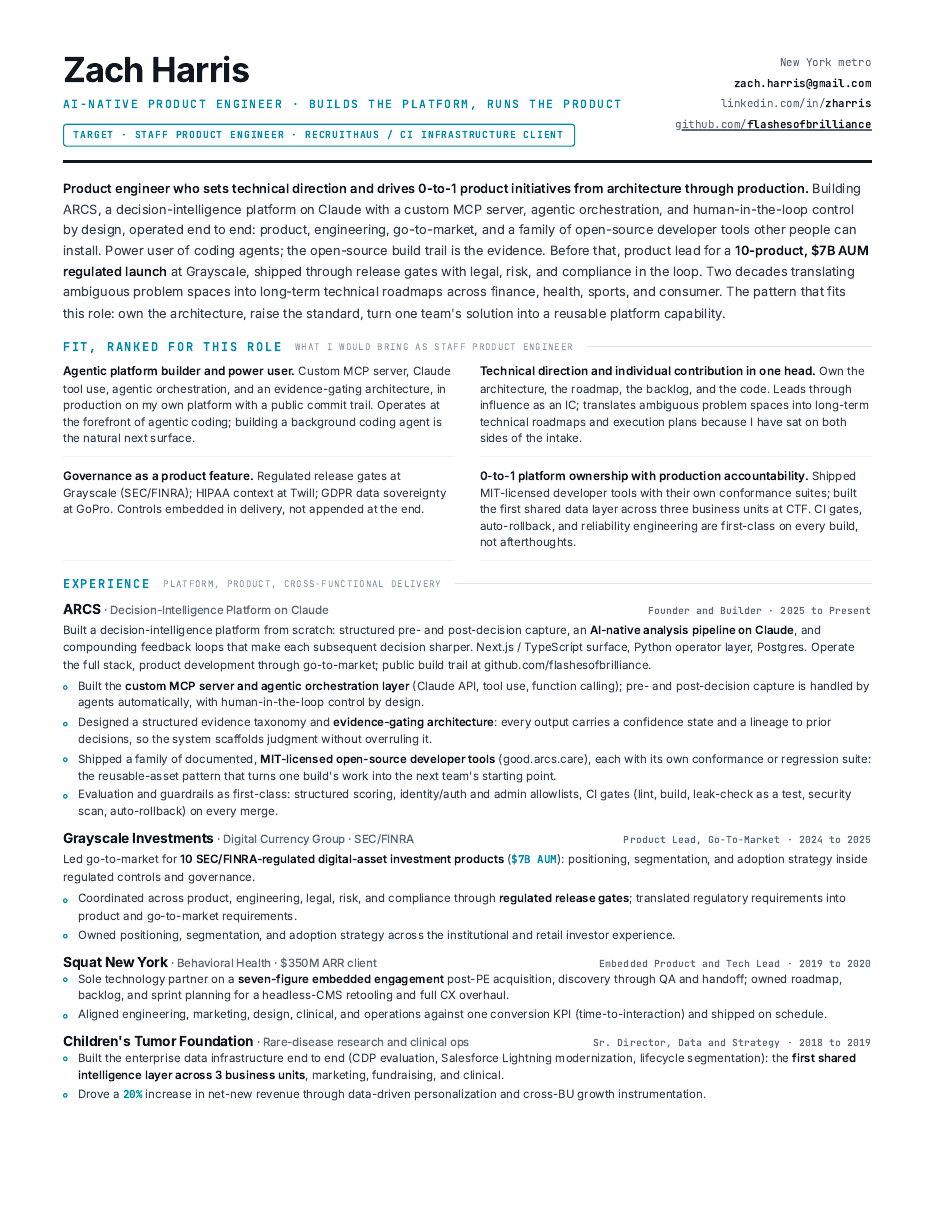 Zach Harris
New York metro
zach.harris@gmail.com
AI-NATIVE PRODUCT ENGINEER · BUILDS THE PLATFORM, RUNS THE PRODUCT
linkedin.com/in/zharris
github.com/flashesofbrilliance
TARGET · STAFF PRODUCT ENGINEER · RECRUITHAUS / CI INFRASTRUCTURE CLIENT
Product engineer who sets technical direction and drives 0-to-1 product initiatives from architecture through production. Building
ARCS, a decision-intelligence platform on Claude with a custom MCP server, agentic orchestration, and human-in-the-loop control
by design, operated end to end: product, engineering, go-to-market, and a family of open-source developer tools other people can
install. Power user of coding agents; the open-source build trail is the evidence. Before that, product lead for a 10-product, $7B AUM
regulated launch at Grayscale, shipped through release gates with legal, risk, and compliance in the loop. Two decades translating
ambiguous problem spaces into long-term technical roadmaps across finance, health, sports, and consumer. The pattern that fits
this role: own the architecture, raise the standard, turn one team's solution into a reusable platform capability.
FIT, RANKED FOR THIS ROLE WHAT I WOULD BRING AS STAFF PRODUCT ENGINEER
Agentic platform builder and power user. Custom MCP server, Claude
tool use, agentic orchestration, and an evidence-gating architecture, in
production on my own platform with a public commit trail. Operates at
the forefront of agentic coding; building a background coding agent is
the natural next surface.
Technical direction and individual contribution in one head. Own the
architecture, the roadmap, the backlog, and the code. Leads through
influence as an IC; translates ambiguous problem spaces into long-term
technical roadmaps and execution plans because I have sat on both
sides of the intake.
Governance as a product feature. Regulated release gates at
Grayscale (SEC/FINRA); HIPAA context at Twill; GDPR data sovereignty
at GoPro. Controls embedded in delivery, not appended at the end.
0-to-1 platform ownership with production accountability. Shipped
MIT-licensed developer tools with their own conformance suites; built
the first shared data layer across three business units at CTF. CI gates,
auto-rollback, and reliability engineering are first-class on every build,
not afterthoughts.
EXPERIENCE PLATFORM, PRODUCT, CROSS-FUNCTIONAL DELIVERY
ARCS · Decision-Intelligence Platform on Claude Founder and Builder · 2025 to Present
Built a decision-intelligence platform from scratch: structured pre- and post-decision capture, an AI-native analysis pipeline on Claude, and
compounding feedback loops that make each subsequent decision sharper. Next.js / TypeScript surface, Python operator layer, Postgres. Operate
the full stack, product development through go-to-market; public build trail at github.com/flashesofbrilliance.
Built the custom MCP server and agentic orchestration layer (Claude API, tool use, function calling); pre- and post-decision capture is handled by
agents automatically, with human-in-the-loop control by design.
Designed a structured evidence taxonomy and evidence-gating architecture: every output carries a confidence state and a lineage to prior
decisions, so the system scaffolds judgment without overruling it.
Shipped a family of documented, MIT-licensed open-source developer tools (good.arcs.care), each with its own conformance or regression suite:
the reusable-asset pattern that turns one build's work into the next team's starting point.
Evaluation and guardrails as first-class: structured scoring, identity/auth and admin allowlists, CI gates (lint, build, leak-check as a test, security
scan, auto-rollback) on every merge.
Grayscale Investments · Digital Currency Group · SEC/FINRA Product Lead, Go-To-Market · 2024 to 2025
Led go-to-market for 10 SEC/FINRA-regulated digital-asset investment products ($7B AUM): positioning, segmentation, and adoption strategy inside
regulated controls and governance.
Coordinated across product, engineering, legal, risk, and compliance through regulated release gates; translated regulatory requirements into
product and go-to-market requirements.
Owned positioning, segmentation, and adoption strategy across the institutional and retail investor experience.
Squat New York · Behavioral Health · $350M ARR client Embedded Product and Tech Lead · 2019 to 2020
Sole technology partner on a seven-figure embedded engagement post-PE acquisition, discovery through QA and handoff; owned roadmap,
backlog, and sprint planning for a headless-CMS retooling and full CX overhaul.
Aligned engineering, marketing, design, clinical, and operations against one conversion KPI (time-to-interaction) and shipped on schedule.
Children's Tumor Foundation · Rare-disease research and clinical ops Sr. Director, Data and Strategy · 2018 to 2019
Built the enterprise data infrastructure end to end (CDP evaluation, Salesforce Lightning modernization, lifecycle segmentation): the first shared
intelligence layer across 3 business units, marketing, fundraising, and clinical.
Drove a 20% increase in net-new revenue through data-driven personalization and cross-BU growth instrumentation.